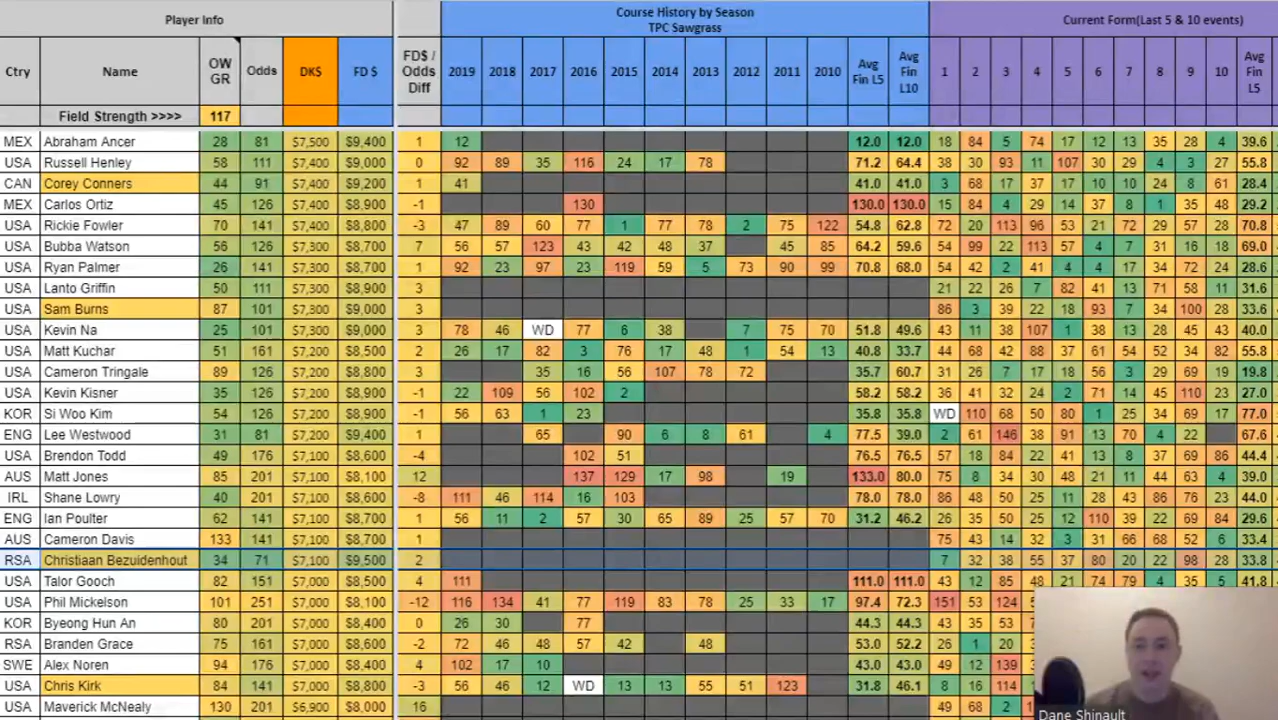 Player Info
Course History by Season
TPC Sawgrass
Current Form(Last 5 & 10 events)
Ctry Name OW GR Odds DK$ FD $ FD$ / Odds Diff 2019 2018 2017 2016 2015 2014 2013 2012 2011 2010 Avg Fin L5 Avg Fin L10 1 2 3 4 5 6 7 8 9 10 Avg Fin L5
Field Strength >>>> 117
MEX Abraham Ancer 28 81 $7,500 $9,400 1 12 12.0 12.0 18 84 5 74 17 12 13 35 28 4 39.6
USA Russell Henley 58 111 $7,400 $9,000 0 92 89 35 116 24 17 78 71.2 64.4 38 30 93 11 107 30 29 4 3 27 55.8
CAN Corey Conners 44 91 $7,400 $9,200 1 41 41.0 41.0 3 68 17 37 17 10 10 24 8 61 28.4
MEX Carlos Ortiz 45 126 $7,400 $8,900 -1 130 130.0 130.0 15 84 4 29 14 37 8 1 35 48 29.2
USA Rickie Fowler 70 141 $7,400 $8,800 -3 47 89 60 77 1 77 78 2 75 122 54.8 62.8 72 20 113 96 53 21 72 29 57 28 70.8
USA Bubba Watson 56 126 $7,300 $8,700 7 56 57 123 43 42 48 37 45 85 64.2 59.6 54 99 22 113 57 4 7 31 16 18 69.0
USA Ryan Palmer 26 141 $7,300 $8,700 1 92 23 97 23 119 59 5 73 90 99 70.8 68.0 54 42 2 41 4 4 17 34 72 24 28.6
USA Lanto Griffin 50 111 $7,300 $8,900 3 21 22 26 7 82 41 13 71 58 11 31.6
USA Sam Burns 87 101 $7,300 $9,000 3 86 3 39 22 18 93 7 34 100 28 33.6
USA Kevin Na 25 101 $7,300 $9,000 3 78 46 WD 77 6 38 7 75 70 51.8 49.6 43 11 38 107 1 38 13 28 45 43 40.0
USA Matt Kuchar 51 161 $7,200 $8,500 2 26 17 82 3 76 17 48 1 54 13 40.8 33.7 44 68 42 88 37 61 54 52 34 82 55.8
USA Cameron Tringale 89 126 $7,200 $8,800 3 35 16 56 107 78 72 35.7 60.7 31 26 7 17 18 56 3 29 69 19 19.8
USA Kevin Kisner 35 126 $7,200 $8,900 -1 22 109 56 102 2 58.2 58.2 36 41 32 24 2 71 14 45 110 23 27.0
KOR Si Woo Kim 54 126 $7,200 $8,900 -1 56 63 1 23 35.8 35.8 WD 110 68 50 80 1 25 34 69 17 77.0
ENG Lee Westwood 31 81 $7,200 $9,400 1 65 90 6 8 61 4 77.5 39.0 2 61 146 38 91 13 70 4 22 67.6
USA Brendon Todd 49 176 $7,100 $8,600 -4 102 51 76.5 76.5 57 18 84 22 41 13 8 37 69 86 44.4
AUS Matt Jones 85 201 $7,100 $8,100 12 137 129 17 98 19 133.0 80.0 75 8 34 30 48 21 11 44 63 24 39.0
IRL Shane Lowry 40 201 $7,100 $8,600 -8 111 46 114 16 103 78.0 78.0 86 48 50 25 11 28 43 86 76 23 44.0
ENG Ian Poulter 62 141 $7,100 $8,700 1 56 11 2 57 30 65 89 25 57 70 31.2 46.2 26 35 50 25 12 110 39 22 69 84 29.6
AUS Cameron Davis 133 141 $7,100 $8,700 1 75 43 14 32 3 31 66 68 52 6 33.4
RSA Christiaan Bezuidenhout 34 71 $7,100 $9,500 2 7 32 38 55 37 80 20 22 98 28 33.8
USA Talor Gooch 82 151 $7,000 $8,500 4 111 111.0 111.0 43 12 85 48 21 74 79 4 35 5 41.8
USA Phil Mickelson 101 251 $7,000 $8,100 -12 116 134 41 77 119 83 78 25 33 17 97.4 72.3 151 53 124
KOR Byeong Hun An 80 201 $7,000 $8,400 0 26 30 77 44.3 44.3 43 35 53
RSA Branden Grace 75 161 $7,000 $8,600 -2 72 46 48 57 42 48 53.0 52.2 26 1 20
SWE Alex Noren 94 176 $7,000 $8,400 4 102 17 10 43.0 43.0 49 12 139
USA Chris Kirk 84 141 $7,000 $8,800 -3 56 46 12 WD 13 13 55 51 123 31.8 46.1 8 16 114
USA Maverick McNealy 130 201 $6,900 $8,000 16 49 68 2
Dane Shinault